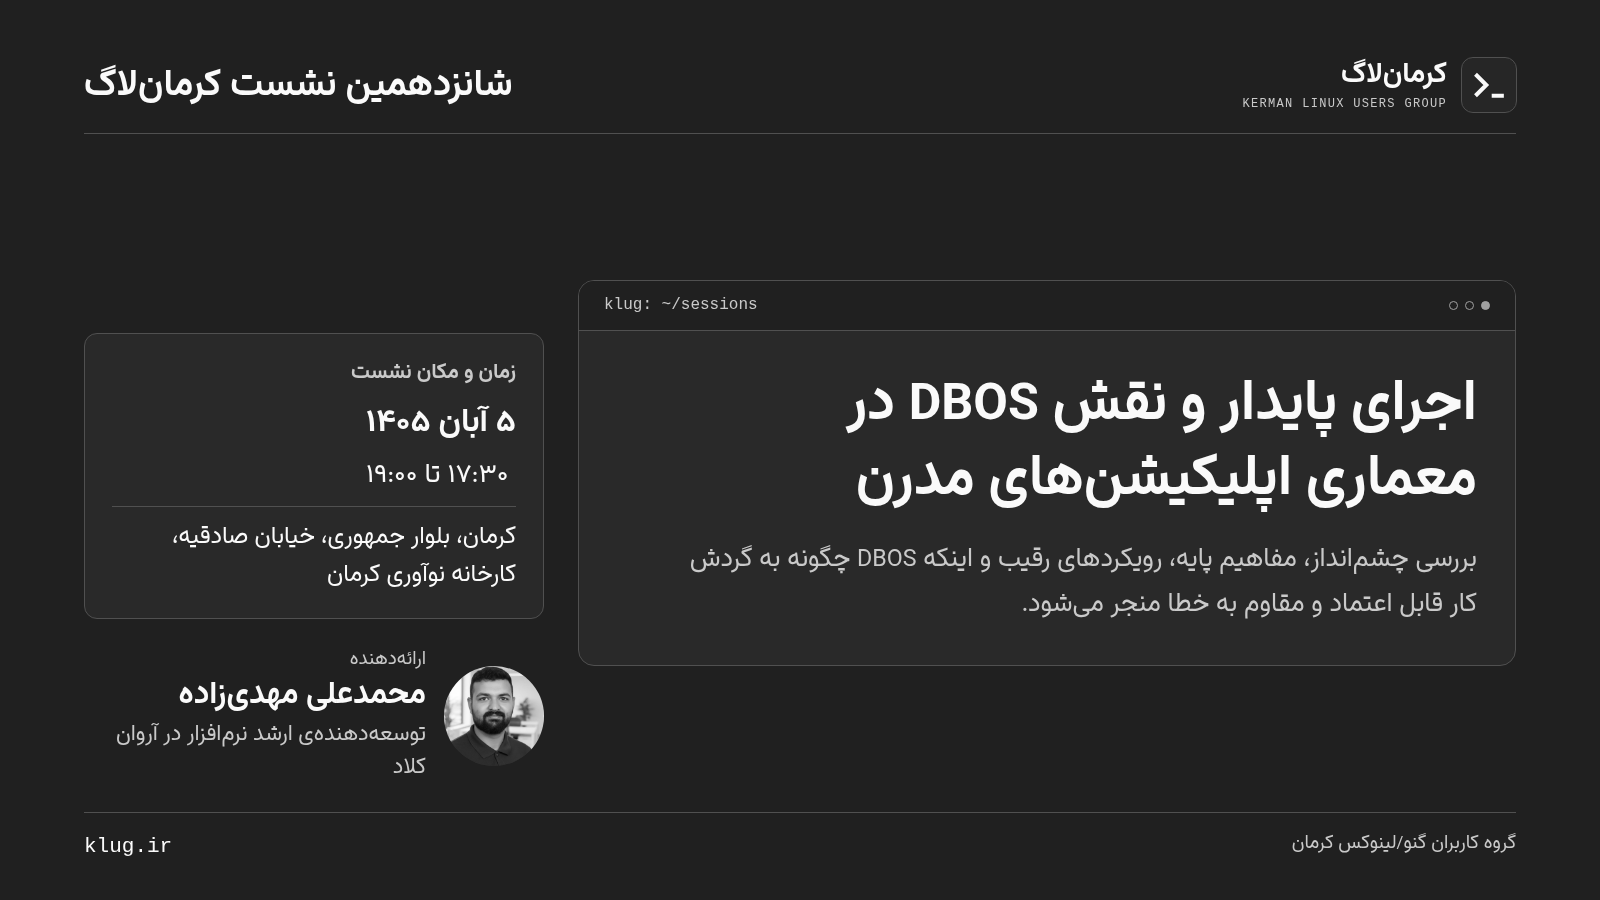 کرمان‌لاگ
KERMAN LINUX USERS GROUP
شانزدهمین نشست کرمان‌لاگ
klug: ~/sessions
اجرای پایدار و نقش DBOS در
معماری اپلیکیشن‌های مدرن
بررسی چشم‌انداز، مفاهیم پایه، رویکردهای رقیب و اینکه DBOS چگونه به گردش
کار قابل اعتماد و مقاوم به خطا منجر می‌شود.
زمان و مکان نشست
۵ آبان ۱۴۰۵
۱۷:۳۰ تا ۱۹:۰۰
کرمان، بلوار جمهوری، خیابان صادقیه،
کارخانه نوآوری کرمان
ارائه‌دهنده
محمدعلی مهدی‌زاده
توسعه‌دهنده‌ی ارشد نرم‌افزار در آروان
کلاد
گروه کاربران گنو/لینوکس کرمان
klug.ir